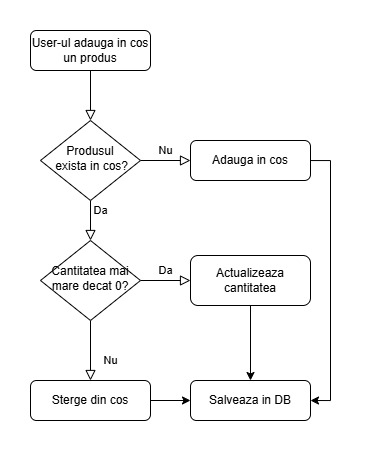 User-ul adauga in cos
un produs
Produsul
exista in cos?
Nu
Adauga in cos
Da
Cantitatea mai
mare decat 0?
Da
Actualizeaza
cantitatea
Nu
Sterge din cos
Salveaza in DB